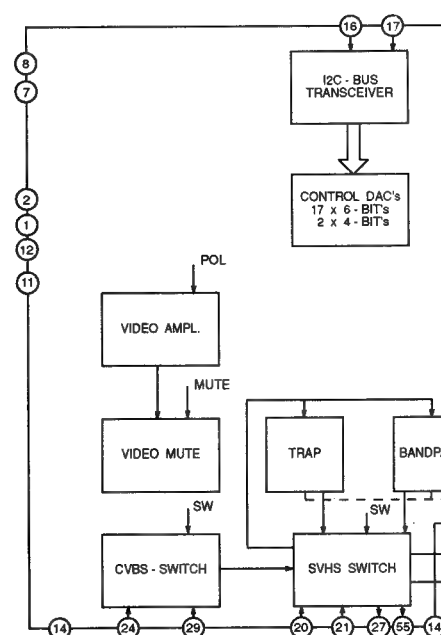 16
17
8
7
I2C - BUS
TRANSCEIVER
2
1
12
11
CONTROL DAC's
17 x 6 - BIT's
2 x 4 - BIT's
POL
VIDEO AMPL.
MUTE
VIDEO MUTE
TRAP
BANDPA
SW
SW
CVBS - SWITCH
SVHS SWITCH
14
24
29
20
21
27
55
14